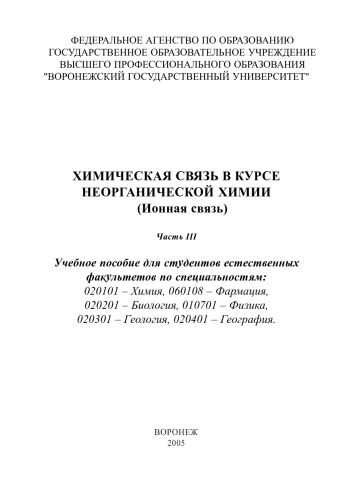 ФЕДЕРАЛЬНОЕ АГЕНСТВО ПО ОБРАЗОВАНИЮ
ГОСУДАРСТВЕННОЕ ОБРАЗОВАТЕЛЬНОЕ УЧРЕЖДЕНИЕ
ВЫСШЕГО ПРОФЕССИОНАЛЬНОГО ОБРАЗОВАНИЯ
"ВОРОНЕЖСКИЙ ГОСУДАРСТВЕННЫЙ УНИВЕРСИТЕТ"
ХИМИЧЕСКАЯ СВЯЗЬ В КУРСЕ
НЕОРГАНИЧЕСКОЙ ХИМИИ
(Ионная связь)
Часть III
Учебное пособие для студентов естественных
факультетов по специальностям:
020101 – Химия, 060108 – Фармация,
020201 – Биология, 010701 – Физика,
020301 – Геология, 020401 – География.
ВОРОНЕЖ
2005